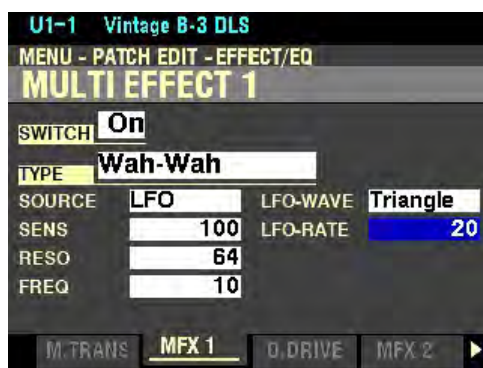 U1-1 Vintage B-3 DLS
MENU - PATCH EDIT - EFFECT/EQ
MULTI EFFECT 1
SWITCH On
TYPE Wah-Wah
SOURCE LFO LFO-WAVE Triangle
SENS 100 LFO-RATE 20
RESO 64
FREQ 10
M.TRANS MFX 1 O.DRIVE MFX 2